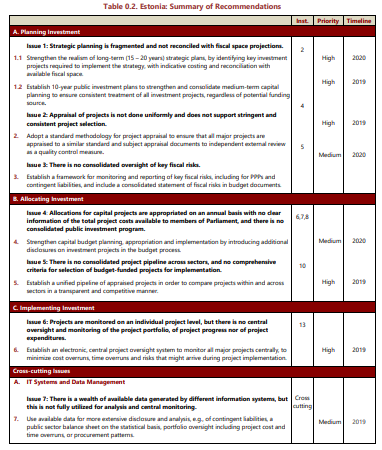 Table 0.2. Estonia: Summary of Recommendations
Inst. Priority Timeline
A. Planning Investment
Issue 1: Strategic planning is fragmented and not reconciled with fiscal space projections. 2
1.1 Strengthen the realism of long-term (15 – 20 years) strategic plans, by identifying key investment High 2020
projects required to implement the strategy, with indicative costing and reconciliation with
available fiscal space.
High 2019
1.2 Establish 10-year public investment plans to strengthen and consolidate medium-term capital
planning to ensure consistent treatment of all investment projects, regardless of potential funding
source.
4
Issue 2: Appraisal of projects is not done uniformly and does not support stringent and High 2019
consistent project selection.
2. Adopt a standard methodology for project appraisal to ensure that all major projects are
appraised to a similar standard and subject appraisal documents to independent external review 5
as a quality control measure. Medium 2020
Issue 3: There is no consolidated oversight of key fiscal risks.
3. Establish a framework for monitoring and reporting of key fiscal risks, including for PPPs and
contingent liabilities, and include a consolidated statement of fiscal risks in budget documents.
B. Allocating Investment
Issue 4: Allocations for capital projects are appropriated on an annual basis with no clear 6,7,8
information of the total project costs available to members of Parliament, and there is no
consolidated public investment program.
4. Strengthen capital budget planning, appropriation and implementation by introducing additional Medium 2020
disclosures on investment projects in the budget process.
Issue 5: There is no consolidated project pipeline across sectors, and no comprehensive 10
criteria for selection of budget-funded projects for implementation.
5. Establish a unified pipeline of appraised projects in order to compare projects within and across High 2019
sectors in a transparent and competitive manner.
C. Implementing Investment
Issue 6: Projects are monitored on an individual project level, but there is no central 13
oversight and monitoring of the project portfolio, of project progress nor of project
expenditures.
6. Establish an electronic, central project oversight system to monitor all major projects centrally, to High 2019
minimize cost overruns, time overruns and risks that might arrive during project implementation.
Cross-cutting Issues
A. IT Systems and Data Management
Issue 7: There is a wealth of available data generated by different information systems, but Cross
this is not fully utilized for analysis and central monitoring. cutting
7. Use available data for more extensive disclosure and analysis, e.g., of contingent liabilities, a Medium 2019
public sector balance sheet on the statistical basis, portfolio oversight including project cost and
time overruns, or procurement patterns.